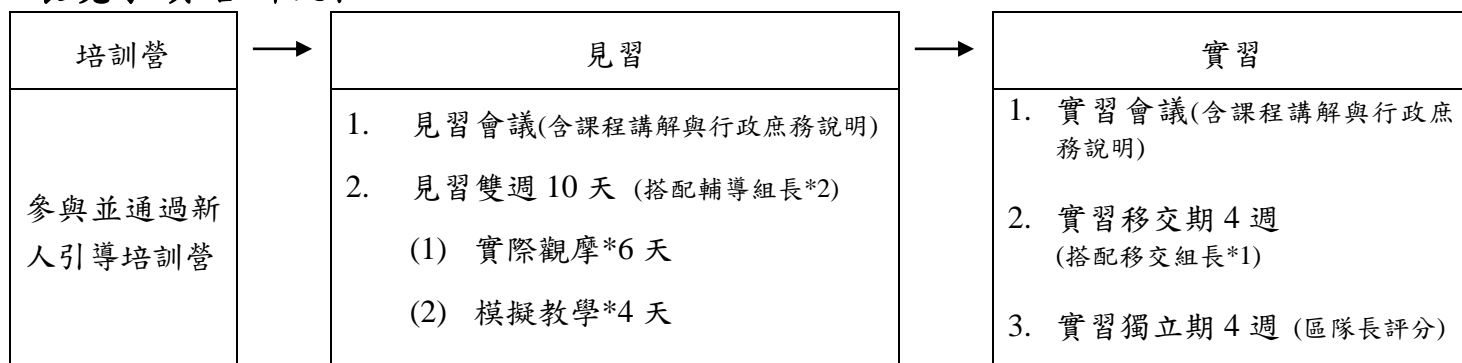 培訓營
參與並通過新
人引導培訓營
見習
1. 見習會議(含課程講解與行政庶務說明)
2. 見習雙週 10 天 (搭配輔導組長*2)
(1) 實際觀摩*6 天
(2) 模擬教學*4 天
實習
1. 實習會議(含課程講解與行政庶
務說明)
2. 實習移交期 4 週
(搭配移交組長*1)
3. 實習獨立期 4 週 (區隊長評分)